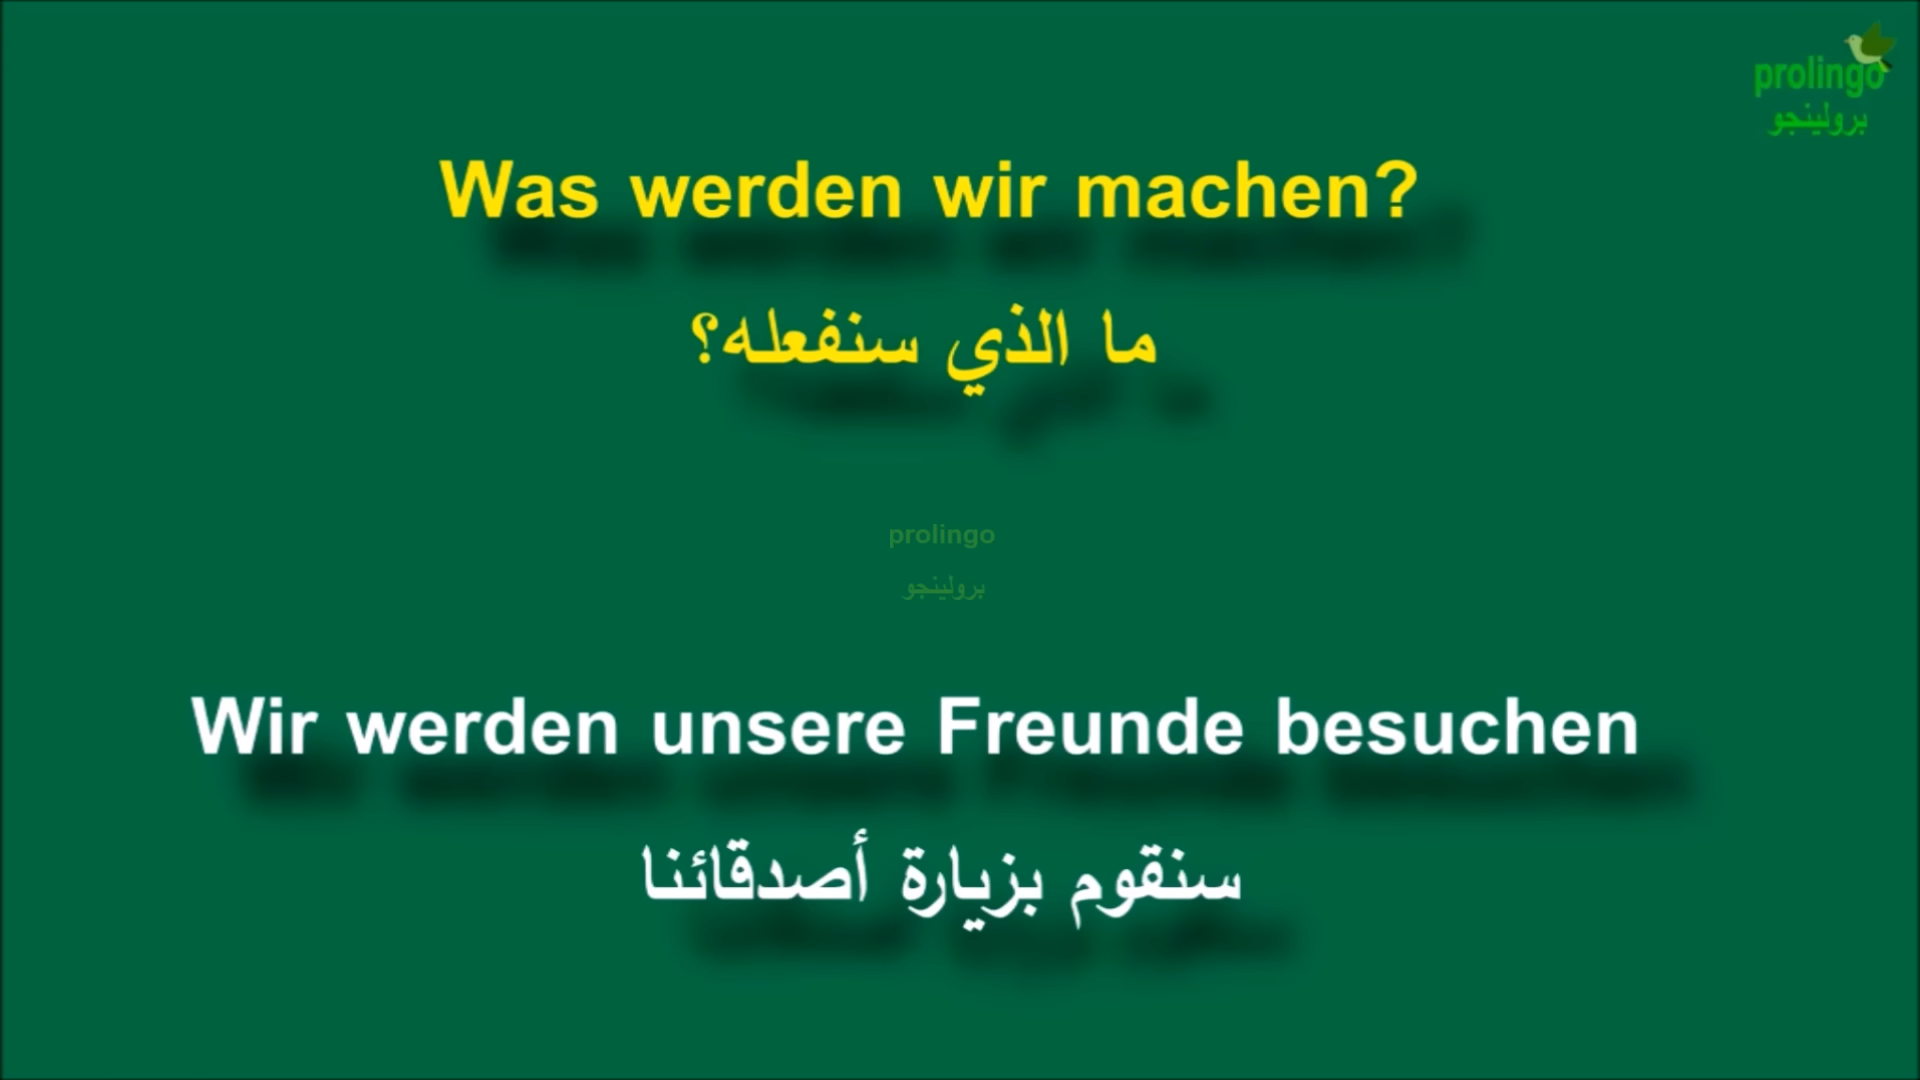 prolingo
برولينجو
Was werden wir machen?
ما الذي سنفعله؟
prolingo
برولينجو
Wir werden unsere Freunde besuchen
سنقوم بزيارة أصدقائنا